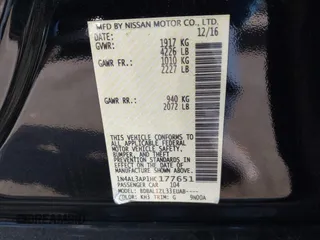 MFD BY NISSAN MOTOR CO., LTD.
12/16
GVWR: 1917 KG
4226 LB
GAWR FR: 1010 KG
2227 LB
GAWR RR: 940 KG
2072 LB
THIS VEHICLE CONFORMS TO
ALL APPLICABLE FEDERAL
MOTOR VEHICLE SAFETY,
BUMPER, AND THEFT
PREVENTION STANDARDS IN
EFFECT ON THE DATE OF
MANUFACTURE SHOWN ABOVE.
1N4AL3AP1HC177651
PASSENGER CAR 104
MODEL:
COLOR: KH3 TRIM: G